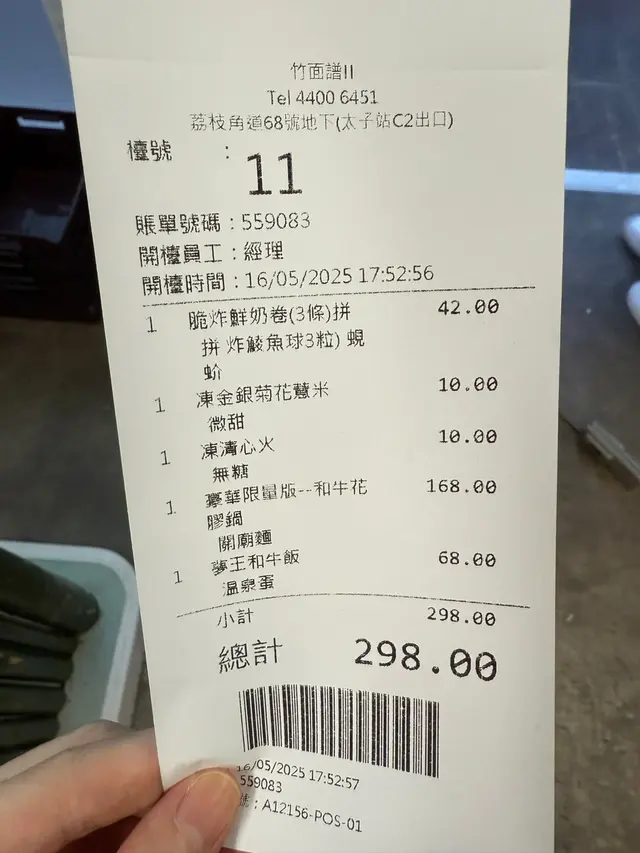 竹面譜II
Tel 4400 6451
荔枝角道68號地下(太子站C2出口)
檯號 : 11
賬單號碼 : 559083
開檯員工 : 經理
開檯時間 : 16/05/2025 17:52:56
1 脆炸鮮奶卷(3條)拼 42.00
拼 炸鯪魚球3粒) 蜆
蚧
1 凍金銀菊花薏米 10.00
微甜
1 凍清心火 10.00
無糖
1 豪華限量版--和牛花 168.00
膠鍋
開廟麵
1 夢王和牛飯 68.00
溫泉蛋
小計 298.00
總計 298.00
16/05/2025 17:52:57
559083
號 : A12156-POS-01